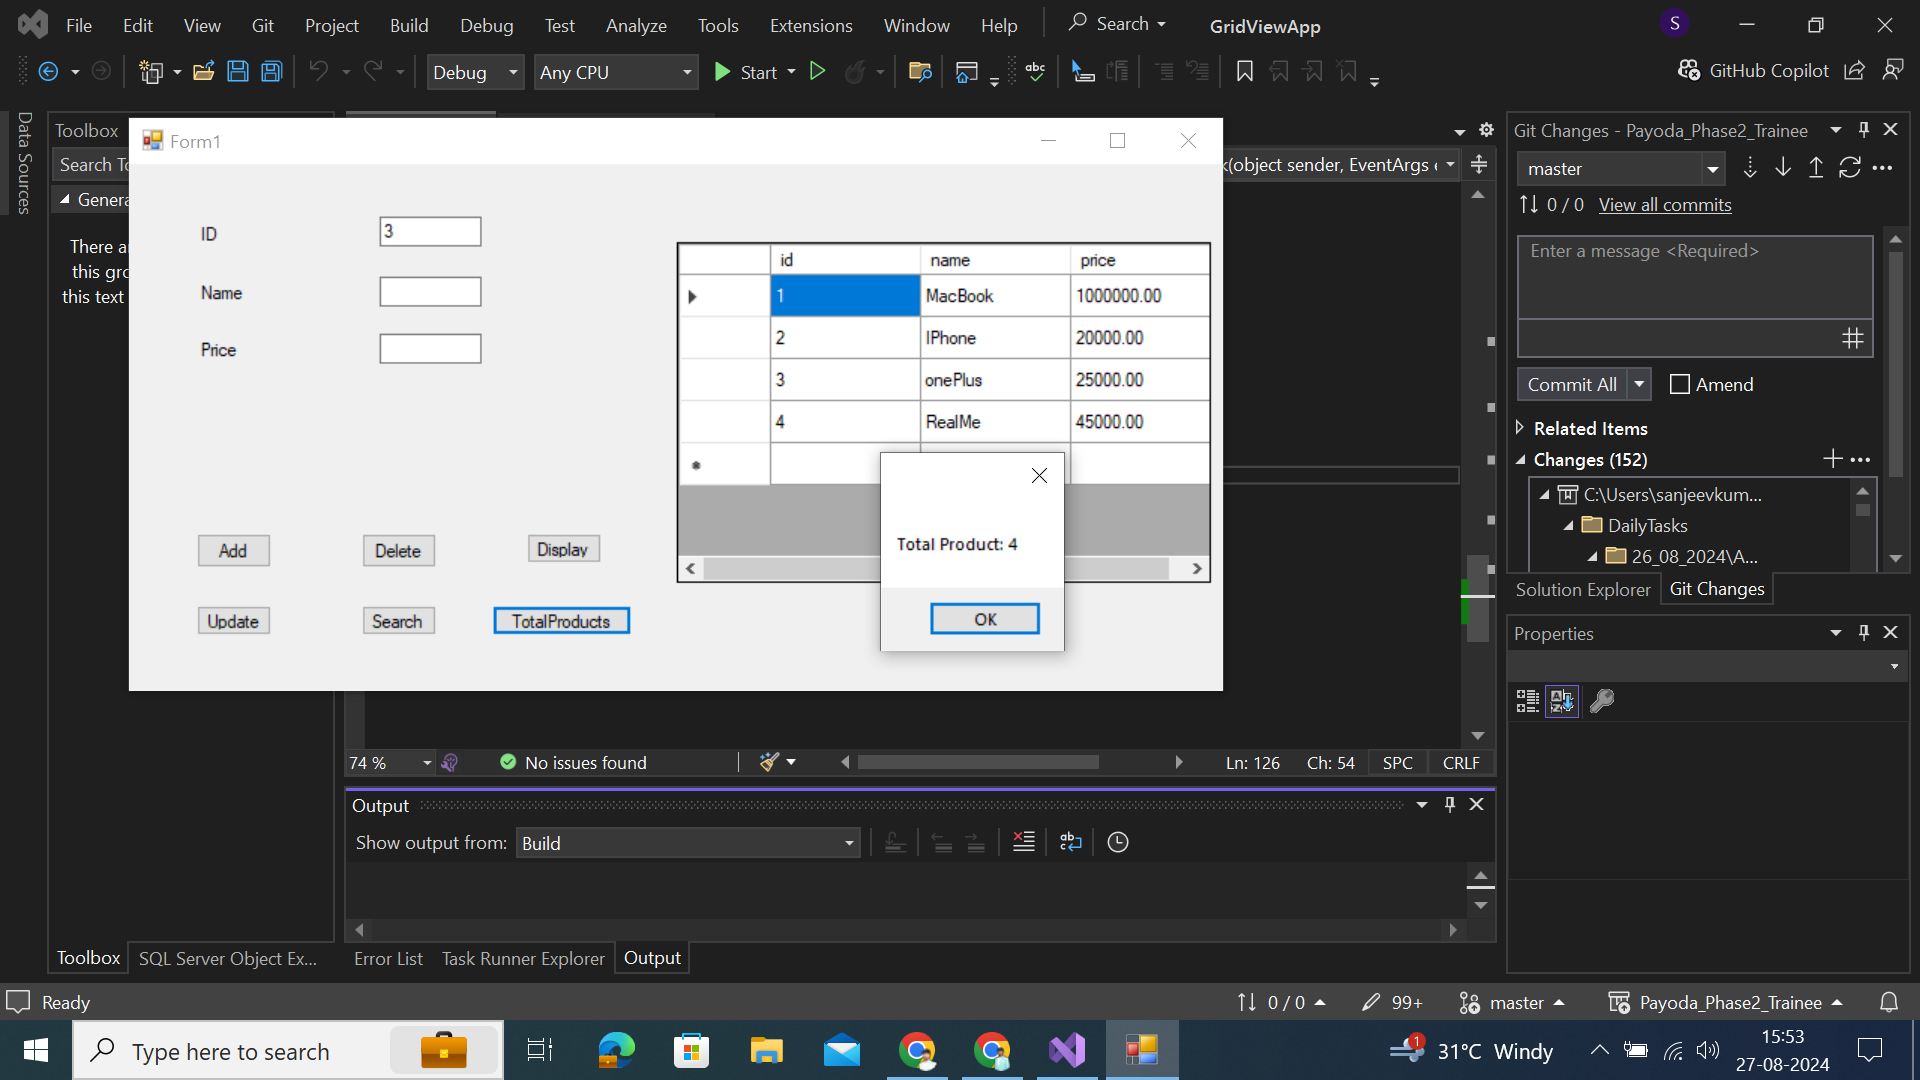 File Edit View Git Project Build Debug Test Analyze Tools Extensions Window Help Search GridViewApp S
Debug Any CPU Start GitHub Copilot
Data Sources
Toolbox
Form1
(object sender, EventArgs e
Git Changes - Payoda_Phase2_Trainee
Search To
master
General
0 / 0 View all commits
There a
this gro
this text
ID 3
Name
Price
id name price
1 MacBook 1000000.00
2 IPhone 20000.00
3 onePlus 25000.00
4 RealMe 45000.00
Total Product: 4
OK
Add Delete Display
Update Search TotalProducts
Enter a message <Required>
Commit All Amend
Related Items
Changes (152)
C:\Users\sanjeevkum...
DailyTasks
26_08_2024\A...
Solution Explorer Git Changes
Properties
74 % No issues found Ln: 126 Ch: 54 SPC CRLF
Output
Show output from: Build
Toolbox SQL Server Object Ex... Error List Task Runner Explorer Output
Ready 0 / 0 99+ master Payoda_Phase2_Trainee
Type here to search 1 31°C Windy 15:53
27-08-2024